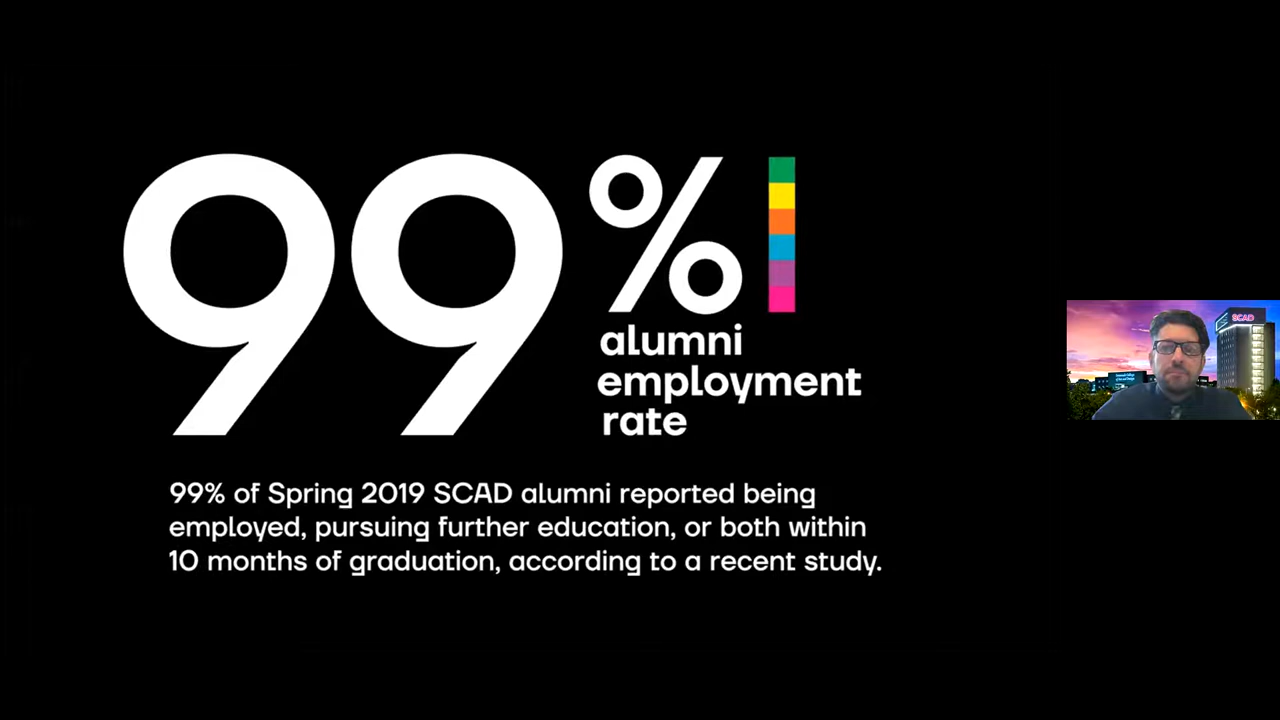 99%
alumni
employment
rate
99% of Spring 2019 SCAD alumni reported being
employed, pursuing further education, or both within
10 months of graduation, according to a recent study.
SCAD